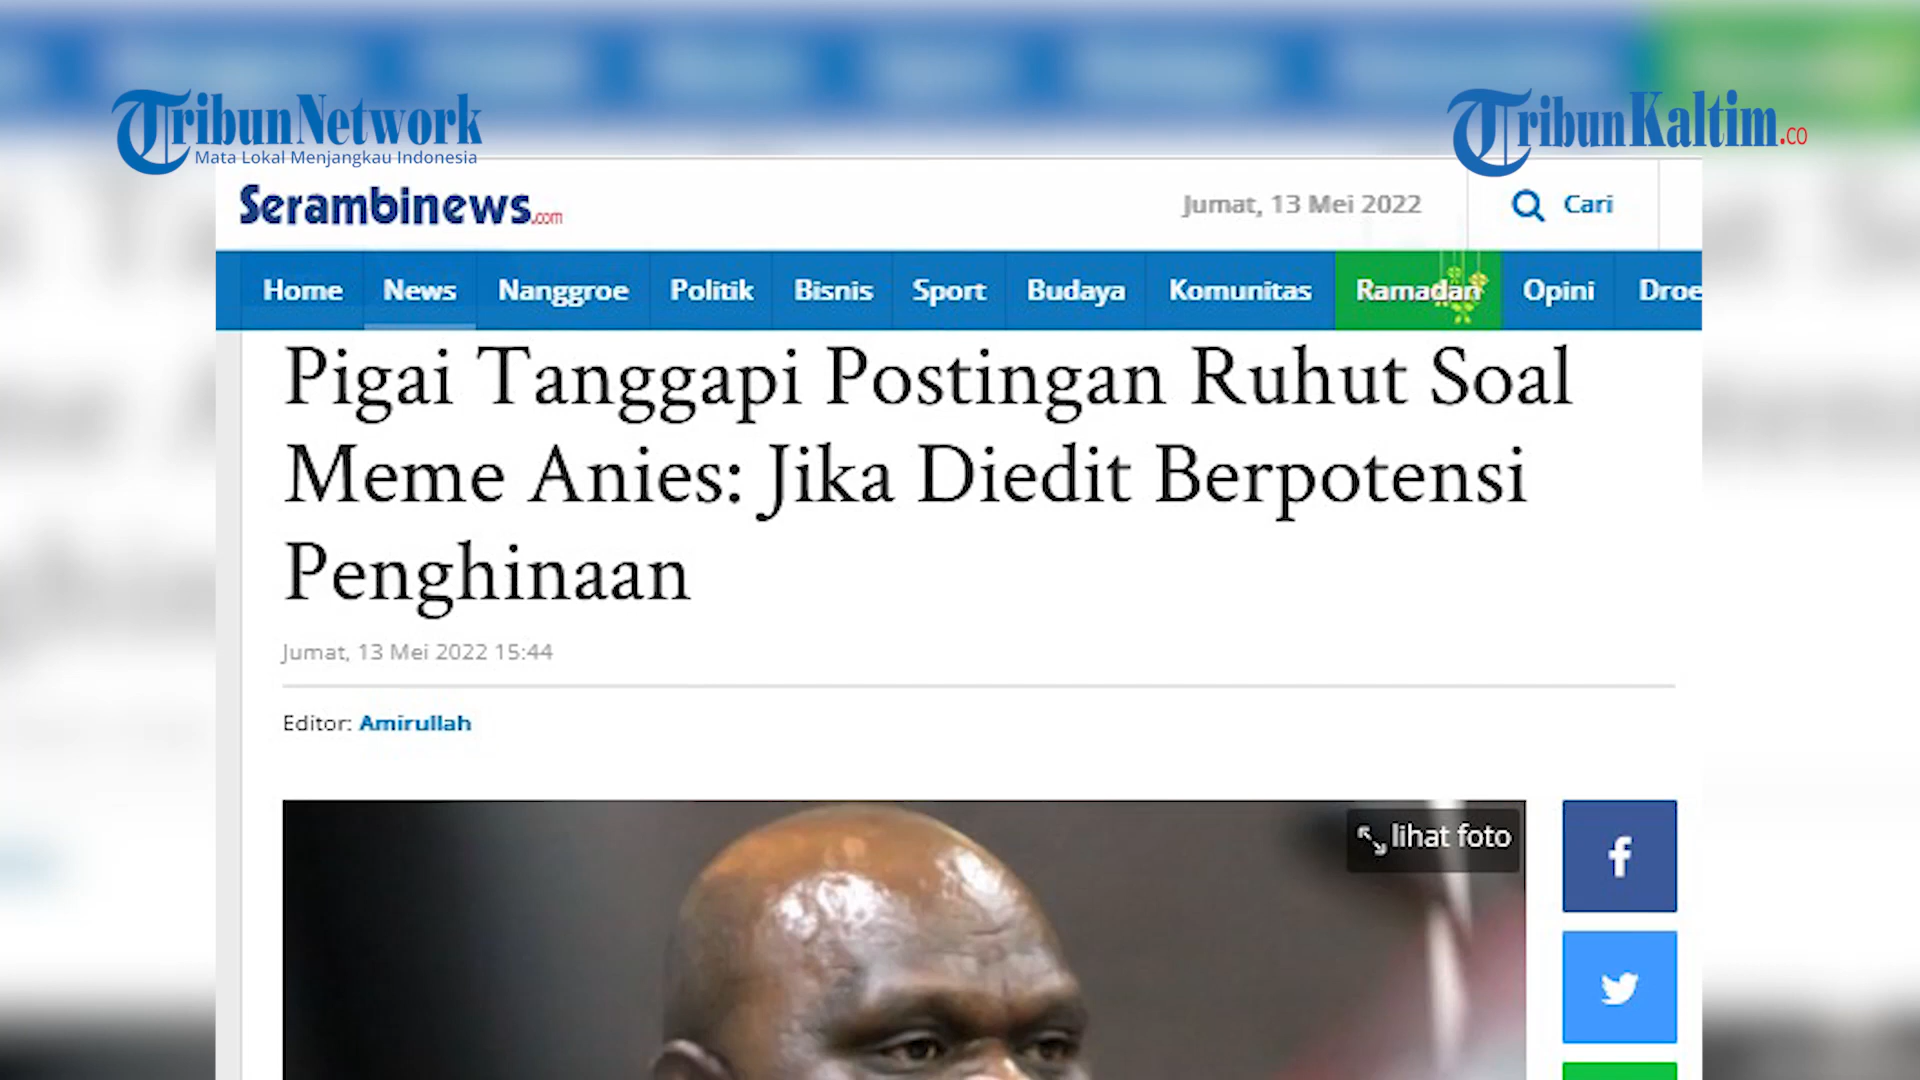 TribunNetwork
Mata Lokal Menjangkau Indonesia
TribunKaltim.co
Serambinews.com
Jumat, 13 Mei 2022
Cari
Home News Nanggroe Politik Bisnis Sport Budaya Komunitas Ramadan Opini Droe
Pigai Tanggapi Postingan Ruhut Soal
Meme Anies: Jika Diedit Berpotensi
Penghinaan
Jumat, 13 Mei 2022 15:44
Editor: Amirullah
lihat foto